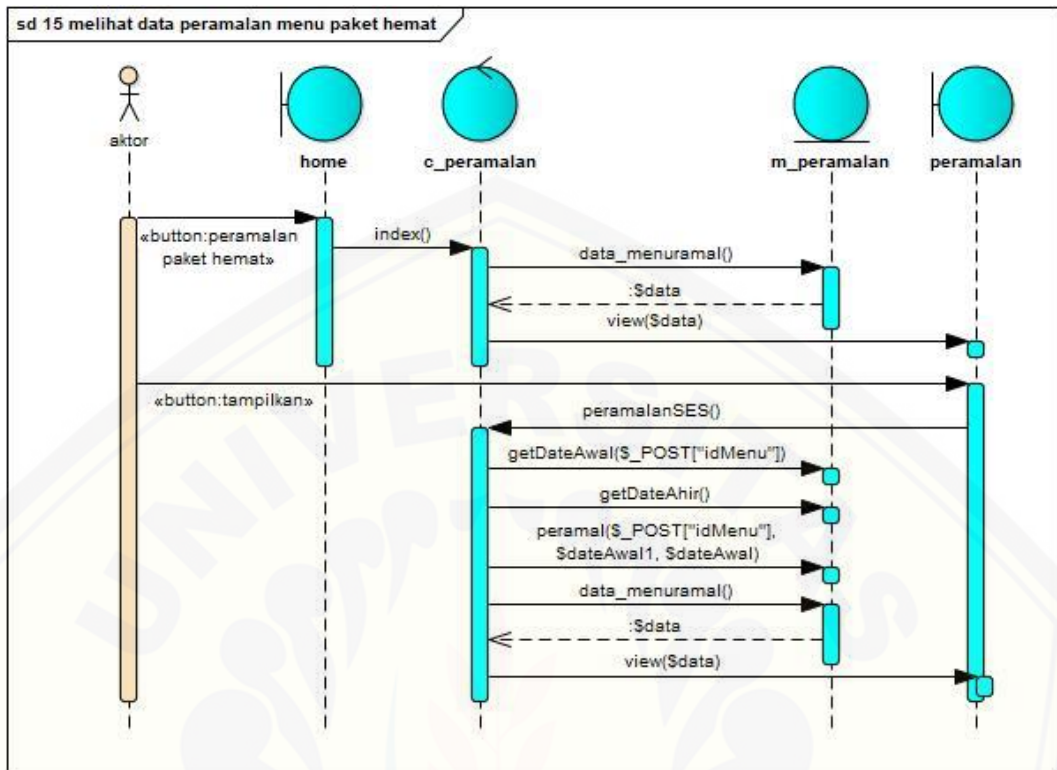 sd 15 melihat data peramalan menu paket hemat
aktor
home
c_peramalan
m_peramalan
peramalan
«button:peramalan
paket hemat»
index()
data_menuramal()
:$data
view($data)
«button:tampilkan»
peramalanSES()
getDateAwal($_POST["idMenu"])
getDateAhir()
peramal($_POST["idMenu"],
$dateAwal1, $dateAwal)
data_menuramal()
:$data
view($data)
UNIVERSITAS